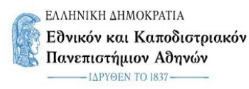 ΕΛΛΗΝΙΚΗ ΔΗΜΟΚΡΑΤΙΑ
Εθνικόν και Καποδιστριακόν
Πανεπιστήμιον Αθηνών
ΙΔΡΥΘΕΝ ΤΟ 1837